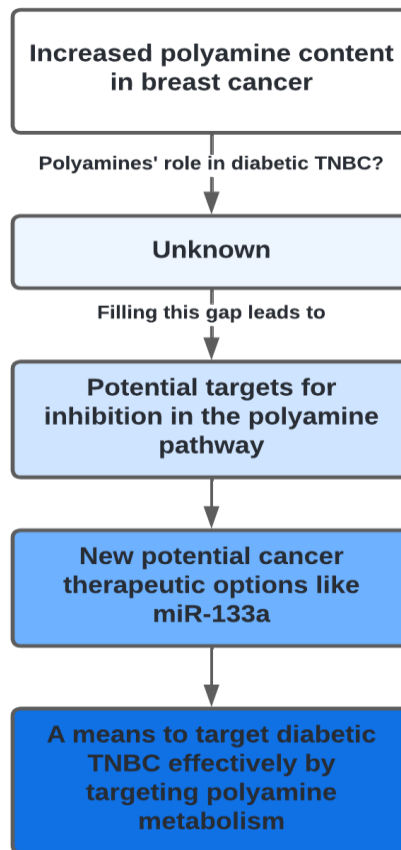 Increased polyamine content
in breast cancer
Polyamines' role in diabetic TNBC?
Unknown
Filling this gap leads to
Potential targets for
inhibition in the polyamine
pathway
New potential cancer
therapeutic options like
miR-133a
A means to target diabetic
TNBC effectively by
targeting polyamine
metabolism